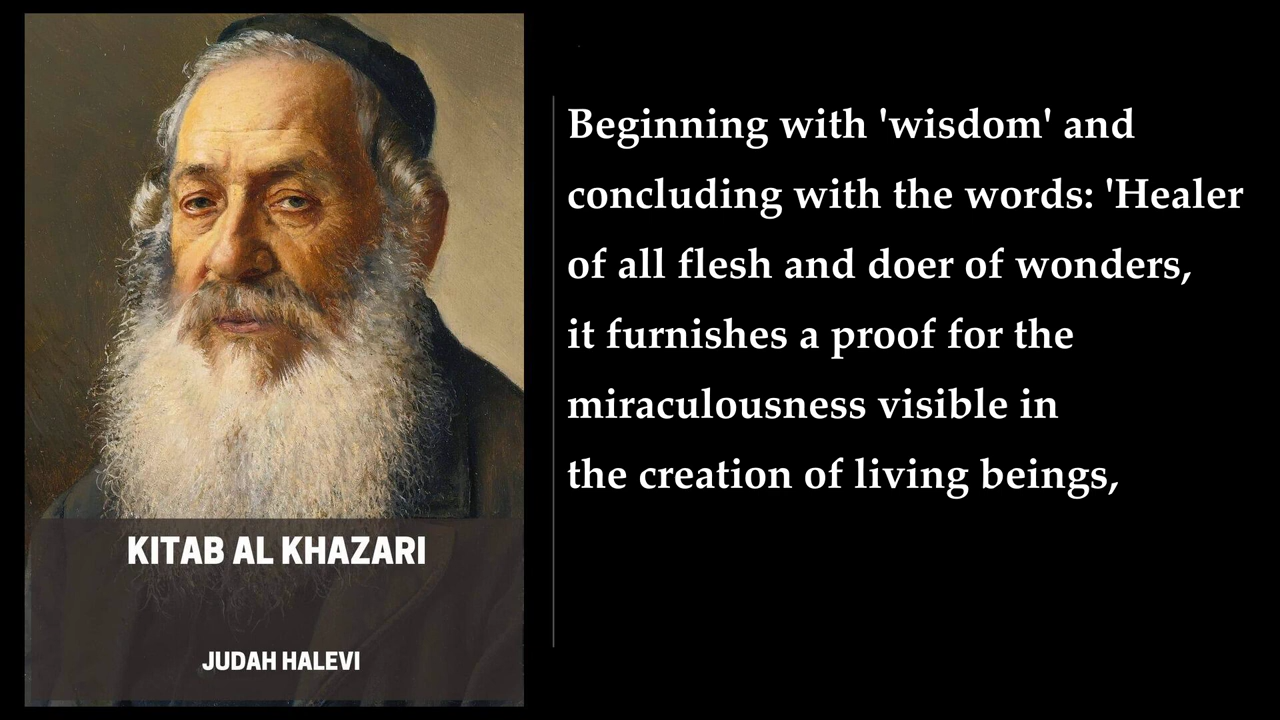 Beginning with 'wisdom' and
concluding with the words: 'Healer
of all flesh and doer of wonders,
it furnishes a proof for the
miraculousness visible in
the creation of living beings,
KITAB AL KHAZARI
JUDAH HALEVI